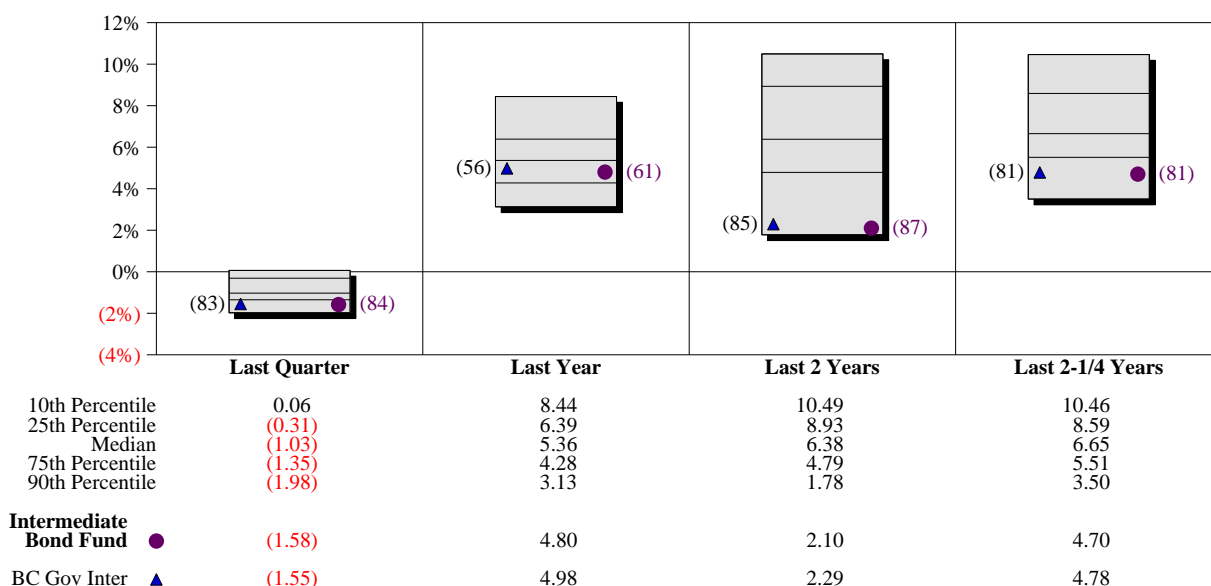 12%
10%
8%
6%
4%
2%
0%
(2%)
(4%)
(83)
(84)
(56)
(61)
(85)
(87)
(81)
(81)
Last Quarter Last Year Last 2 Years Last 2-1/4 Years
10th Percentile 0.06 8.44 10.49 10.46
25th Percentile (0.31) 6.39 8.93 8.59
Median (1.03) 5.36 6.38 6.65
75th Percentile (1.35) 4.28 4.79 5.51
90th Percentile (1.98) 3.13 1.78 3.50
Intermediate
Bond Fund (1.58) 4.80 2.10 4.70
BC Gov Inter (1.55) 4.98 2.29 4.78